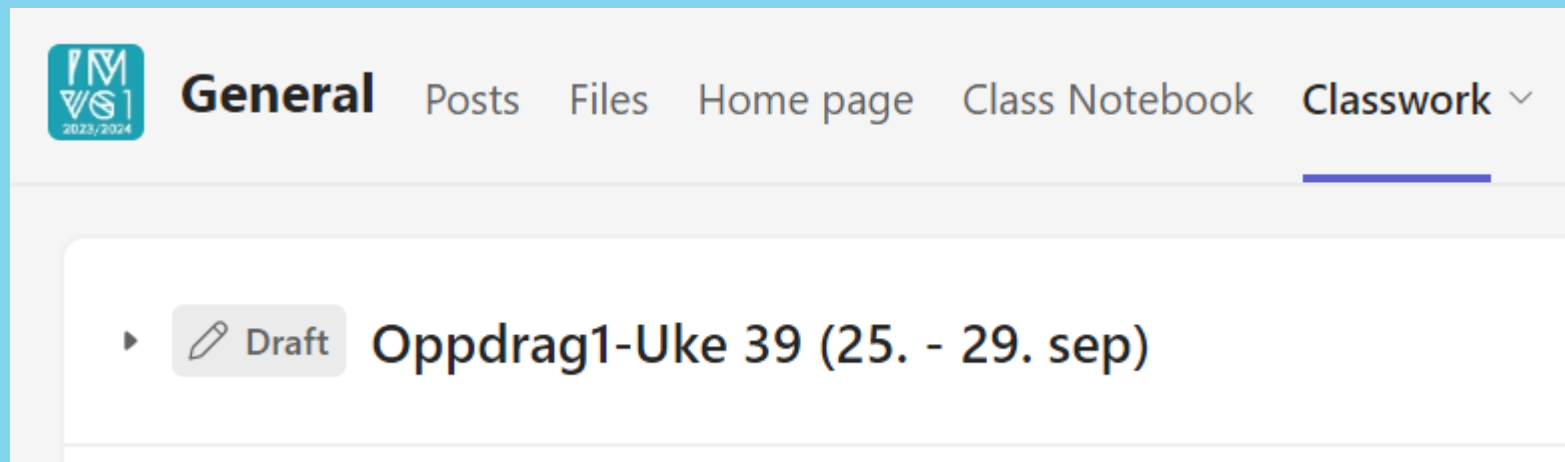 IM
VG1
2023/2024
General Posts Files Home page Class Notebook Classwork
Draft Oppdrag1-Uke 39 (25. - 29. sep)